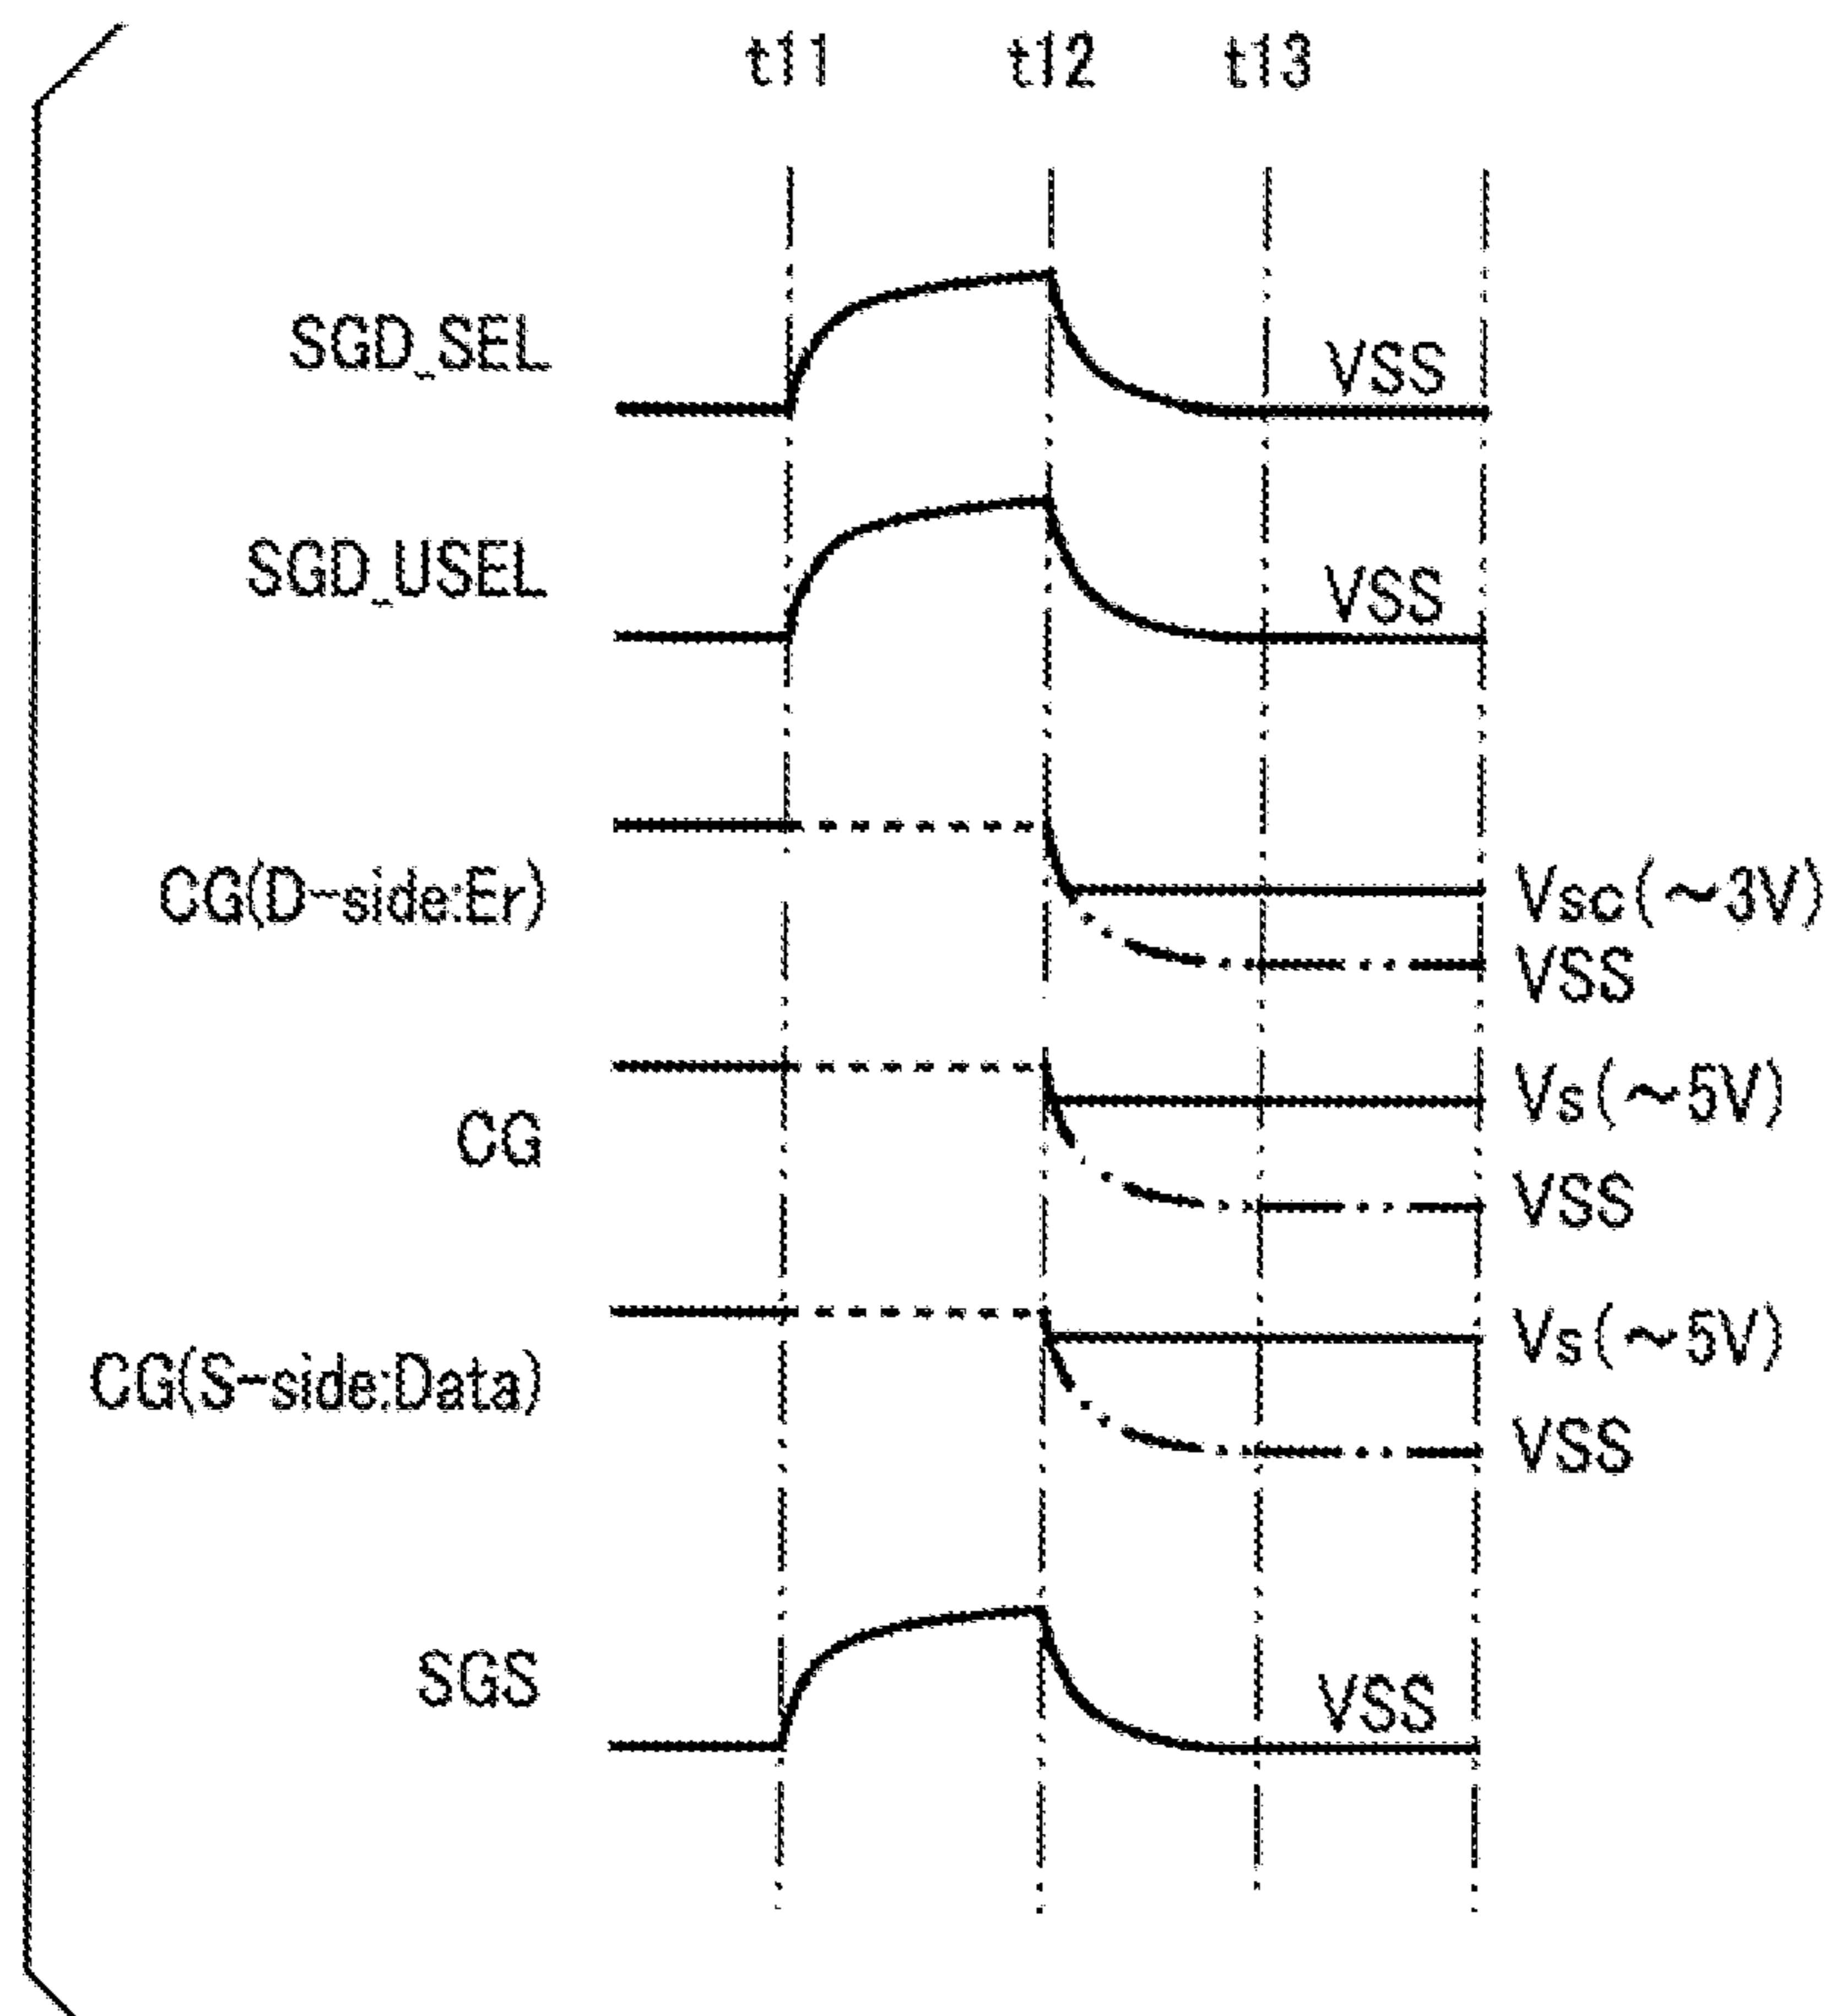 t11 t12 t13
SGD_SEL VSS
SGD_USEL VSS
CG(D-side:Er) Vsc(~3V)
VSS
CG Vs(~5V)
VSS
CG(S-side:Data) Vs(~5V)
VSS
SGS VSS